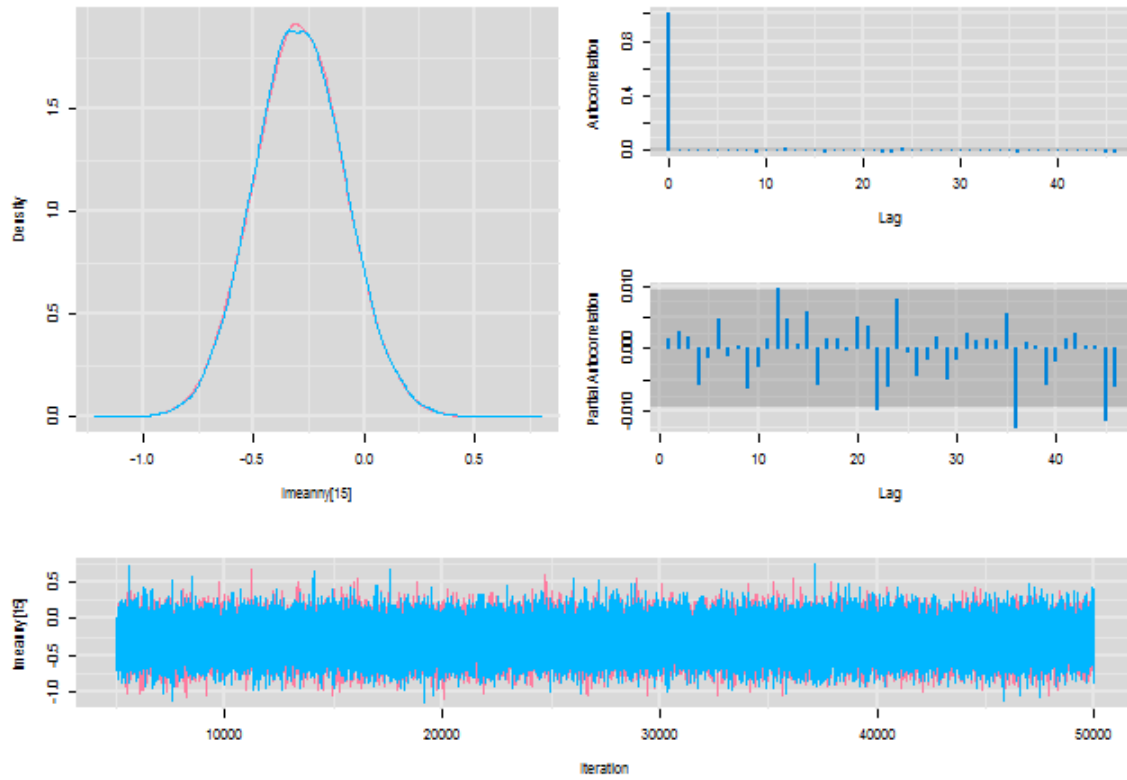 Density
1.5
1.0
0.5
0.0
-1.0 -0.5 0.0 0.5
lmeanny[15]
Autocorrelation
0.8
0.4
0.0
0 10 20 30 40
Lag
Partial Autocorrelation
0.010
0.000
-0.010
0 10 20 30 40
Lag
lmeanny[15]
0.5
0.0
-0.5
-1.0
10000 20000 30000 40000 50000
Iteration